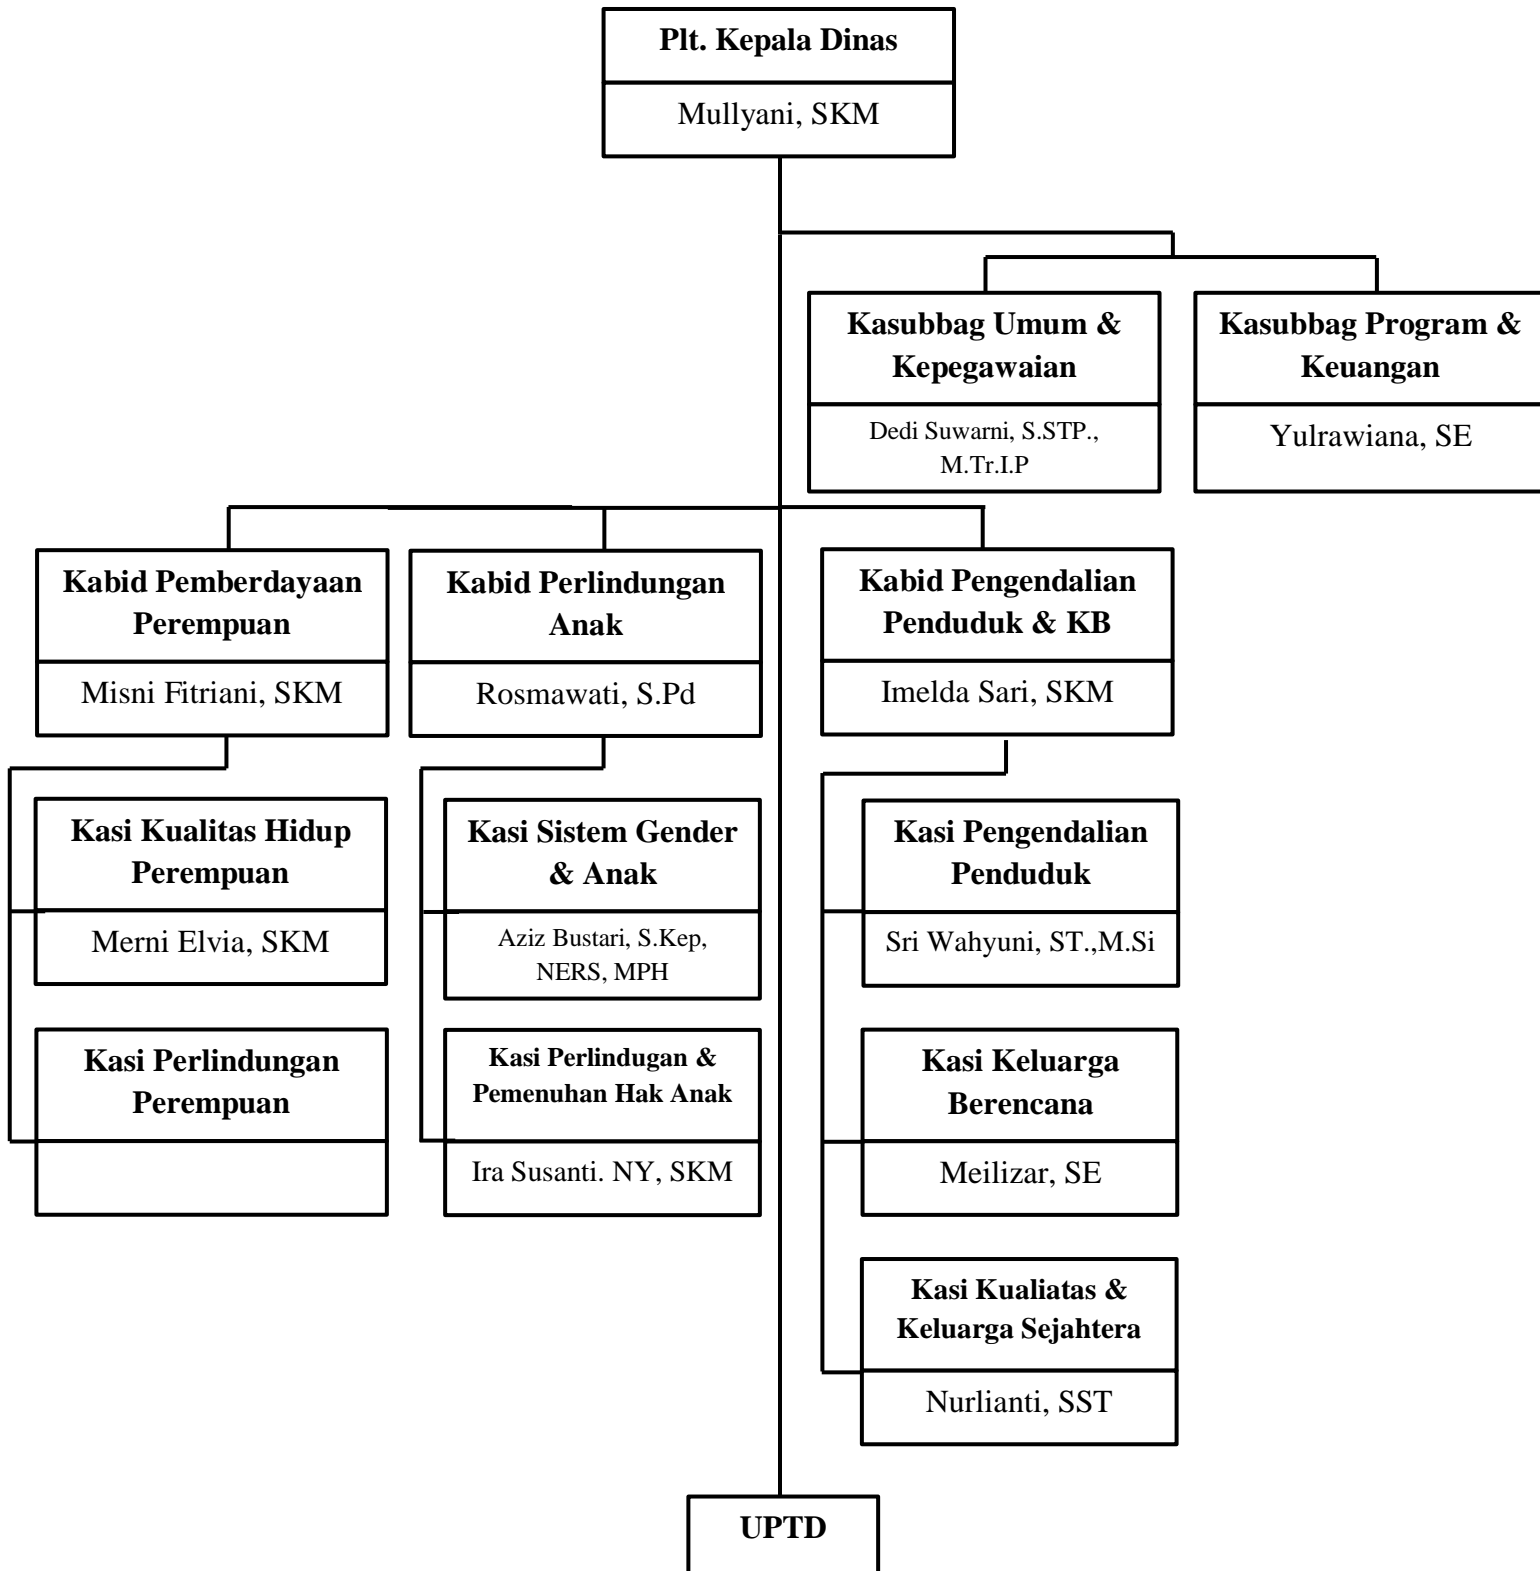 Plt. Kepala Dinas
Mullyani, SKM
Kasubbag Umum &
Kepegawaian
Dedi Suwarni, S.STP.,
M.Tr.I.P
Kasubbag Program &
Keuangan
Yulrawiana, SE
Kabid Pemberdayaan
Perempuan
Misni Fitriani, SKM
Kabid Perlindungan
Anak
Rosmawati, S.Pd
Kabid Pengendalian
Penduduk & KB
Imelda Sari, SKM
Kasi Kualitas Hidup
Perempuan
Merni Elvia, SKM
Kasi Sistem Gender
& Anak
Aziz Bustari, S.Kep,
NERS, MPH
Kasi Pengendalian
Penduduk
Sri Wahyuni, ST.,M.Si
Kasi Perlindungan
Perempuan
Kasi Perlindugan &
Pemenuhan Hak Anak
Ira Susanti. NY, SKM
Kasi Keluarga
Berencana
Meilizar, SE
Kasi Kualiatas &
Keluarga Sejahtera
Nurlianti, SST
UPTD